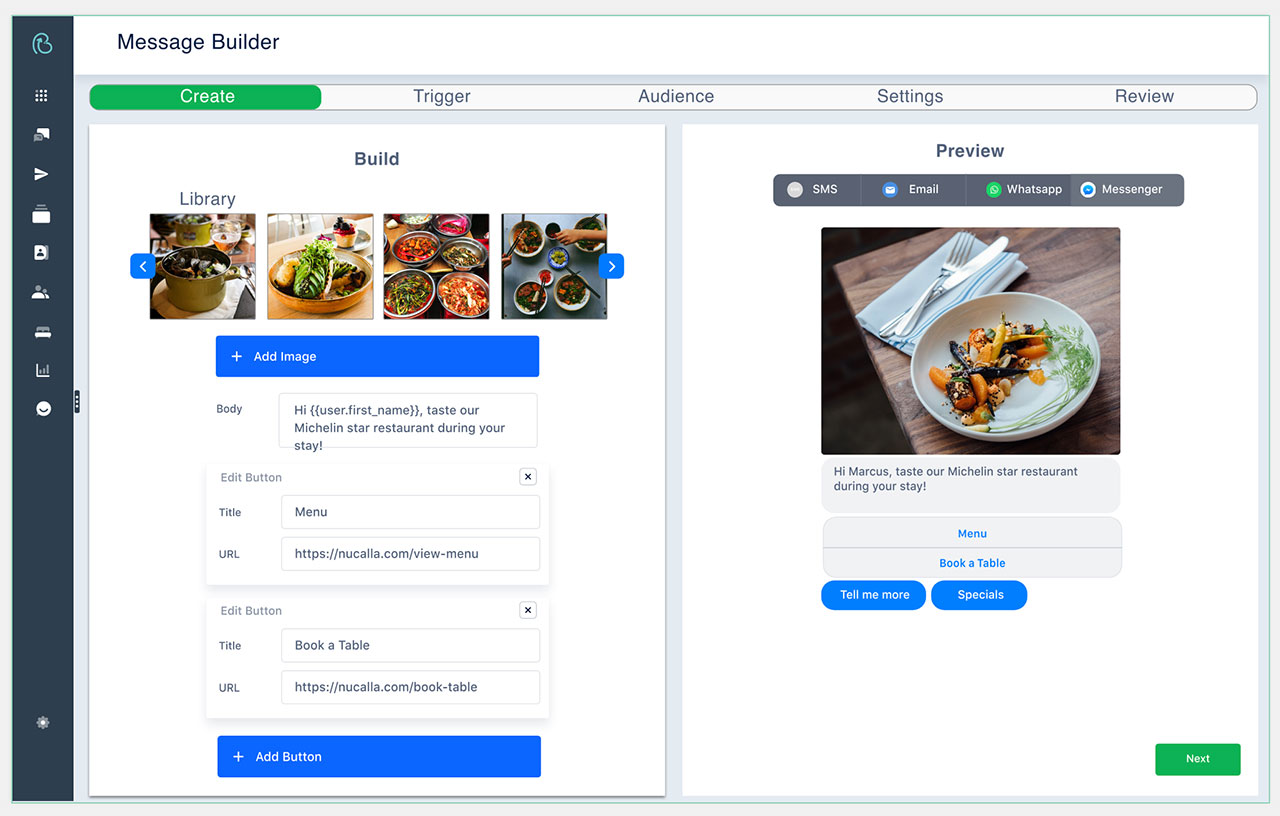 Message Builder
Create
Trigger
Audience
Settings
Review
Build
Library
+ Add Image
Body
Hi {{user.first_name}}, taste our
Michelin star restaurant during your
stay!
Edit Button
Title
Menu
URL
https://nucalla.com/view-menu
Edit Button
Title
Book a Table
URL
https://nucalla.com/book-table
+ Add Button
Preview
SMS
Email
Whatsapp
Messenger
Hi Marcus, taste our Michelin star restaurant
during your stay!
Menu
Book a Table
Tell me more
Specials
Next